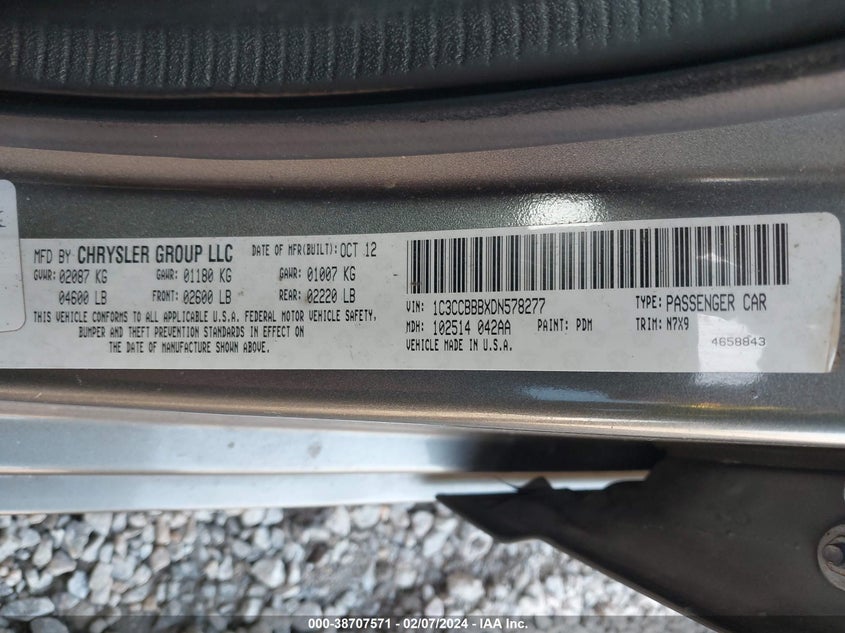 MFD BY CHRYSLER GROUP LLC DATE OF MFR(BUILT): OCT 12
GVWR: 02087 KG GAWR: 01180 KG GAWR: 01007 KG
04600 LB FRONT: 02600 LB REAR: 02220 LB
THIS VEHICLE CONFORMS TO ALL APPLICABLE U.S.A. FEDERAL MOTOR VEHICLE SAFETY,
BUMPER AND THEFT PREVENTION STANDARDS IN EFFECT ON
THE DATE OF MANUFACTURE SHOWN ABOVE.
VIN: 1C3CCBBBXDN578277 TYPE: PASSENGER CAR
MDH: 102514 042AA PAINT: PDM TRIM: N7X9
VEHICLE MADE IN U.S.A. 4658843
000-38707571 | 02/07/2024 | IAA Inc.